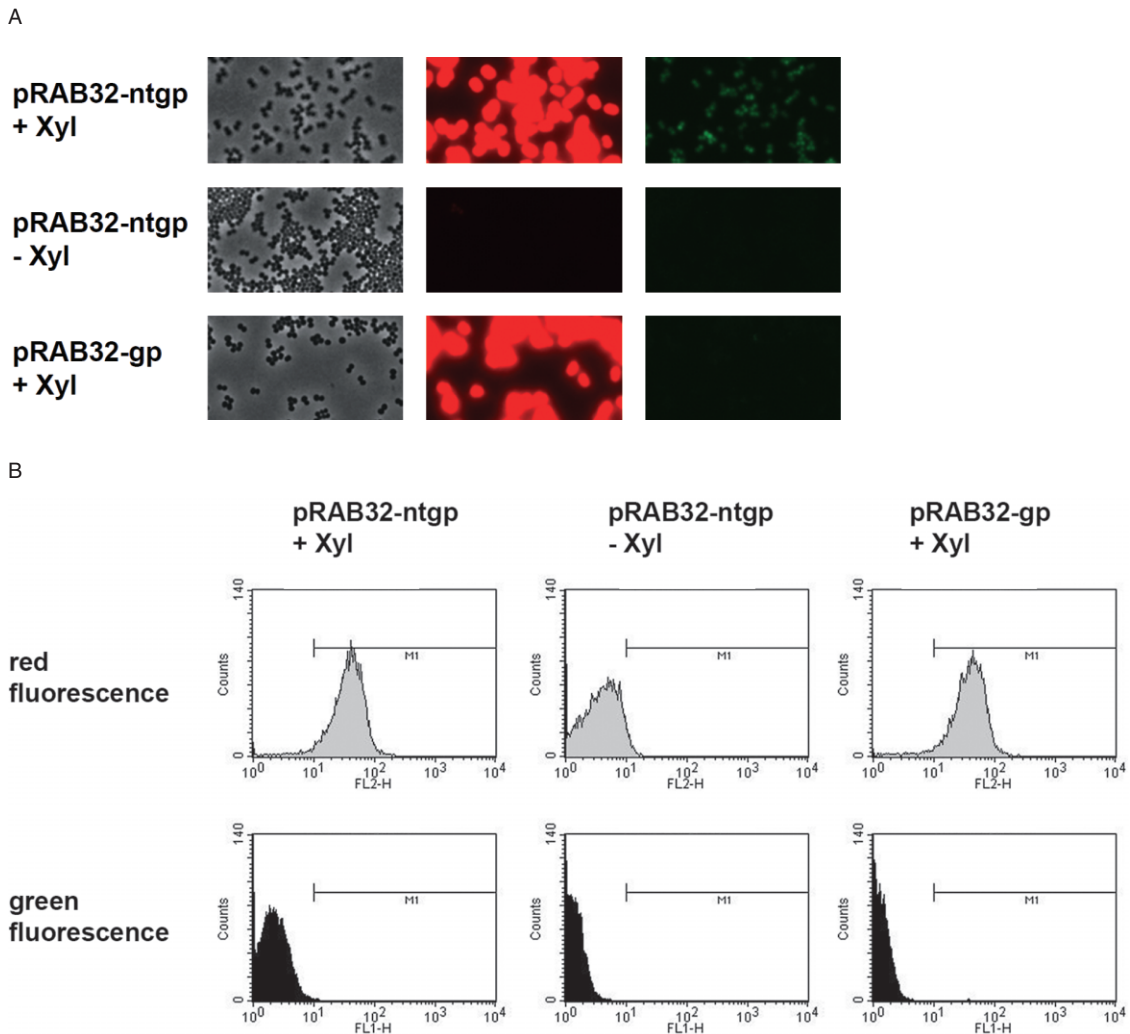 A
pRAB32-ntgp
+ Xyl
pRAB32-ntgp
- Xyl
pRAB32-gp
+ Xyl
B
pRAB32-ntgp
+ Xyl
pRAB32-ntgp
- Xyl
pRAB32-gp
+ Xyl
red
fluorescence
140
Counts
0
M1
10^0 10^1 10^2 10^3 10^4
FL2-H
140
Counts
0
M1
10^0 10^1 10^2 10^3 10^4
FL2-H
140
Counts
0
M1
10^0 10^1 10^2 10^3 10^4
FL2-H
green
fluorescence
140
Counts
0
M1
10^0 10^1 10^2 10^3 10^4
FL1-H
140
Counts
0
M1
10^0 10^1 10^2 10^3 10^4
FL1-H
140
Counts
0
M1
10^0 10^1 10^2 10^3 10^4
FL1-H